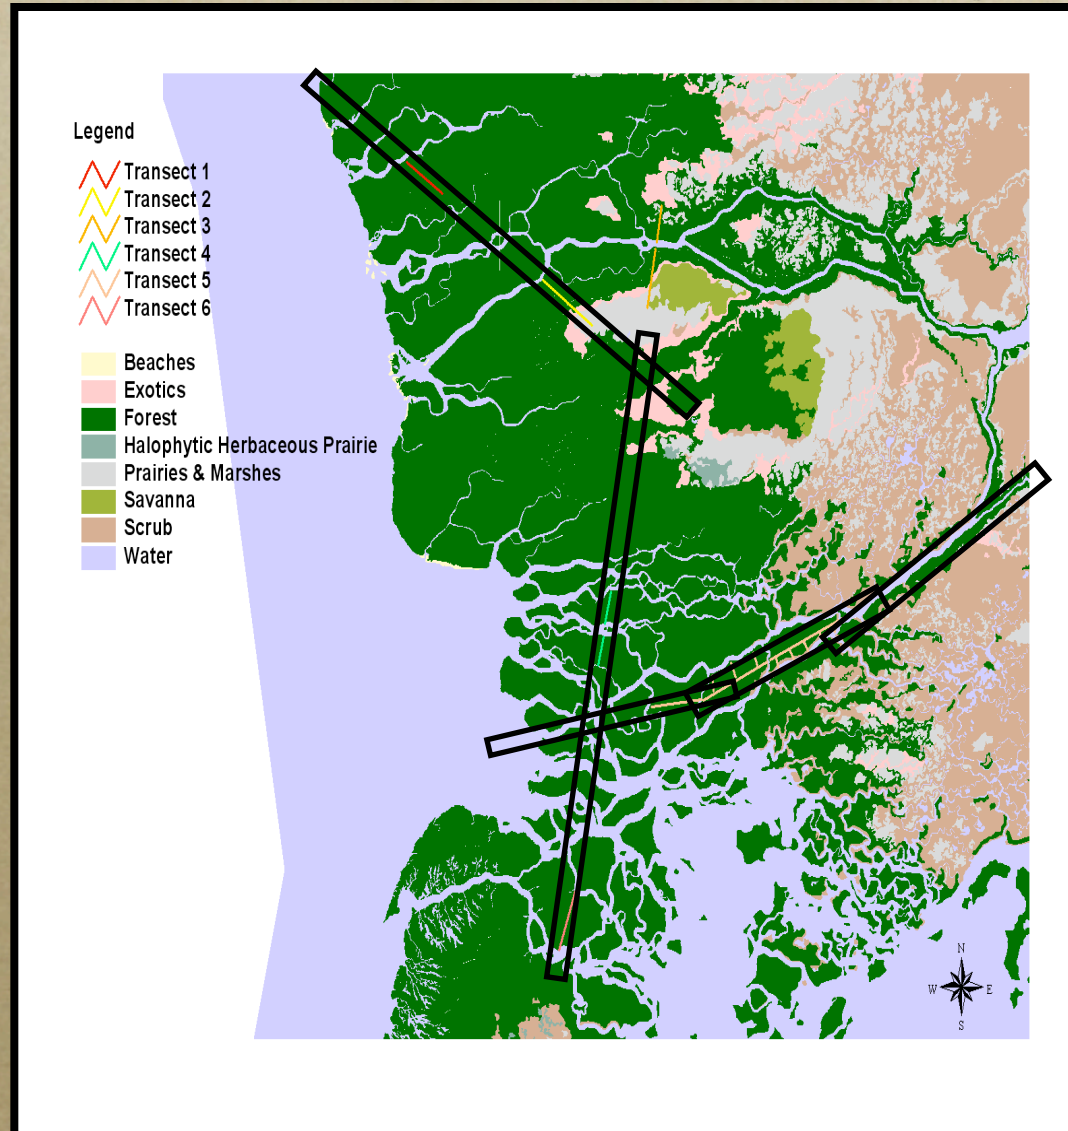 Legend
Transect 1
Transect 2
Transect 3
Transect 4
Transect 5
Transect 6
Beaches
Exotics
Forest
Halophytic Herbaceous Prairie
Prairies & Marshes
Savanna
Scrub
Water
N
W E
S